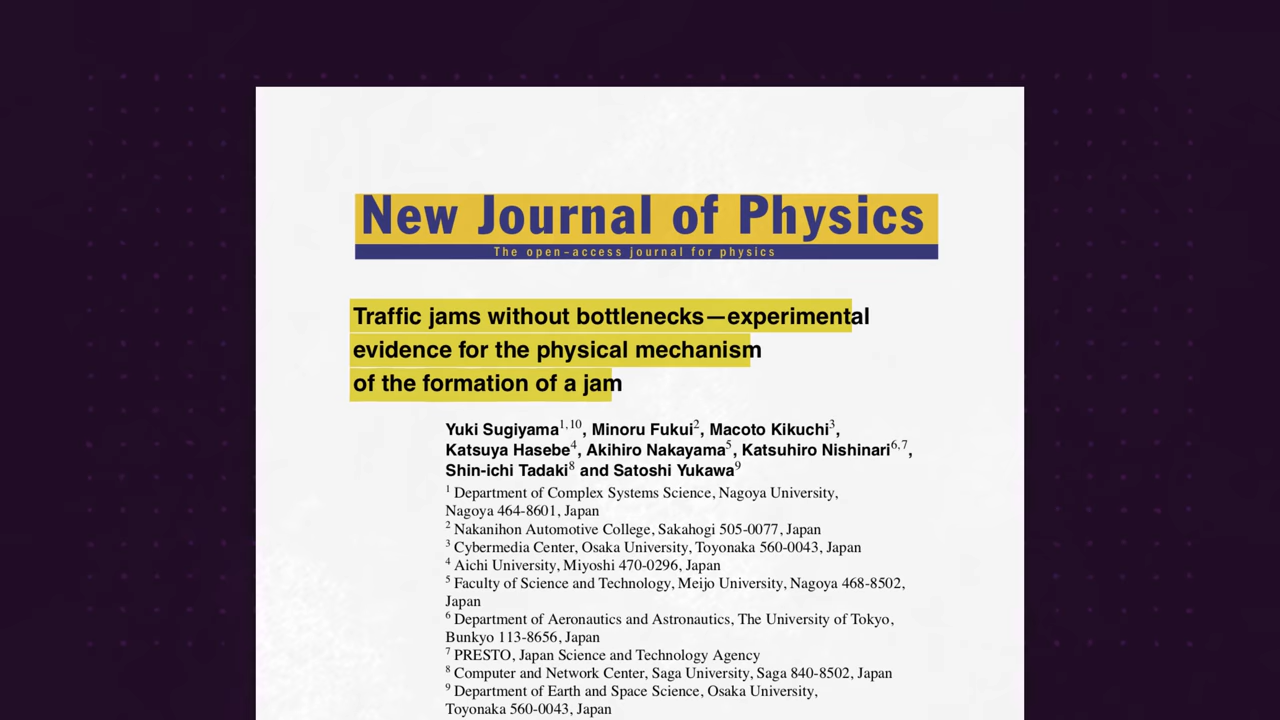 New Journal of Physics
The open–access journal for physics
Traffic jams without bottlenecks—experimental
evidence for the physical mechanism
of the formation of a jam
Yuki Sugiyama1,10, Minoru Fukui2, Macoto Kikuchi3,
Katsuya Hasebe4, Akihiro Nakayama5, Katsuhiro Nishinari6,7,
Shin-ichi Tadaki8 and Satoshi Yukawa9
1 Department of Complex Systems Science, Nagoya University,
Nagoya 464-8601, Japan
2 Nakanihon Automotive College, Sakahogi 505-0077, Japan
3 Cybermedia Center, Osaka University, Toyonaka 560-0043, Japan
4 Aichi University, Miyoshi 470-0296, Japan
5 Faculty of Science and Technology, Meijo University, Nagoya 468-8502,
Japan
6 Department of Aeronautics and Astronautics, The University of Tokyo,
Bunkyo 113-8656, Japan
7 PRESTO, Japan Science and Technology Agency
8 Computer and Network Center, Saga University, Saga 840-8502, Japan
9 Department of Earth and Space Science, Osaka University,
Toyonaka 560-0043, Japan